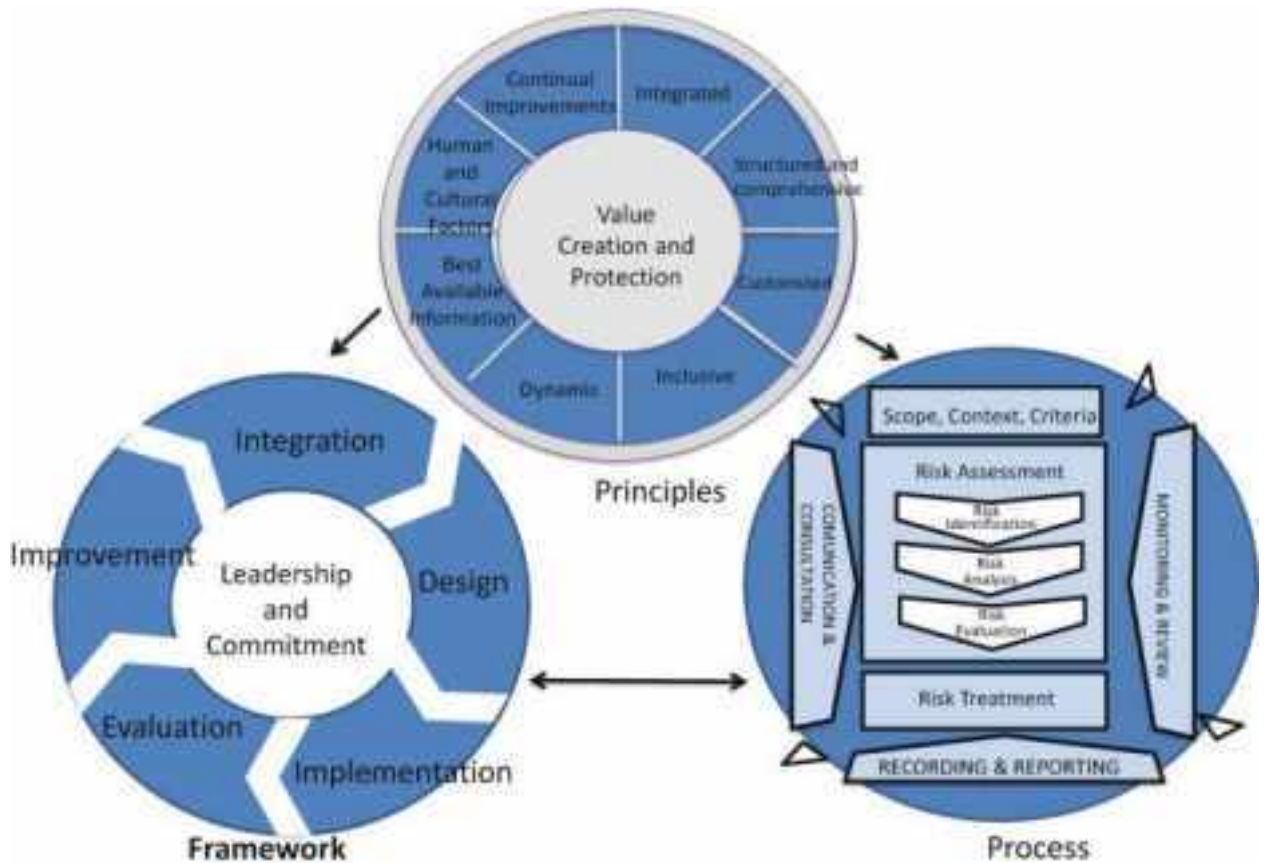 Continual
Improvements
Integrated
Human
and
Cultural
Factors
Structured and
comprehensive
Value
Creation and
Protection
Best
Available
Information
Customized
Dynamic
Inclusive
Principles
Integration
Improvement
Design
Leadership
and
Commitment
Evaluation
Implementation
Framework
Scope, Context, Criteria
Risk Assessment
Risk
Identification
Risk
Analysis
Risk
Evaluation
COMUNICATION &
CONSULTATION
MONITORING & REVIEW
Risk Treatment
RECORDING & REPORTING
Process